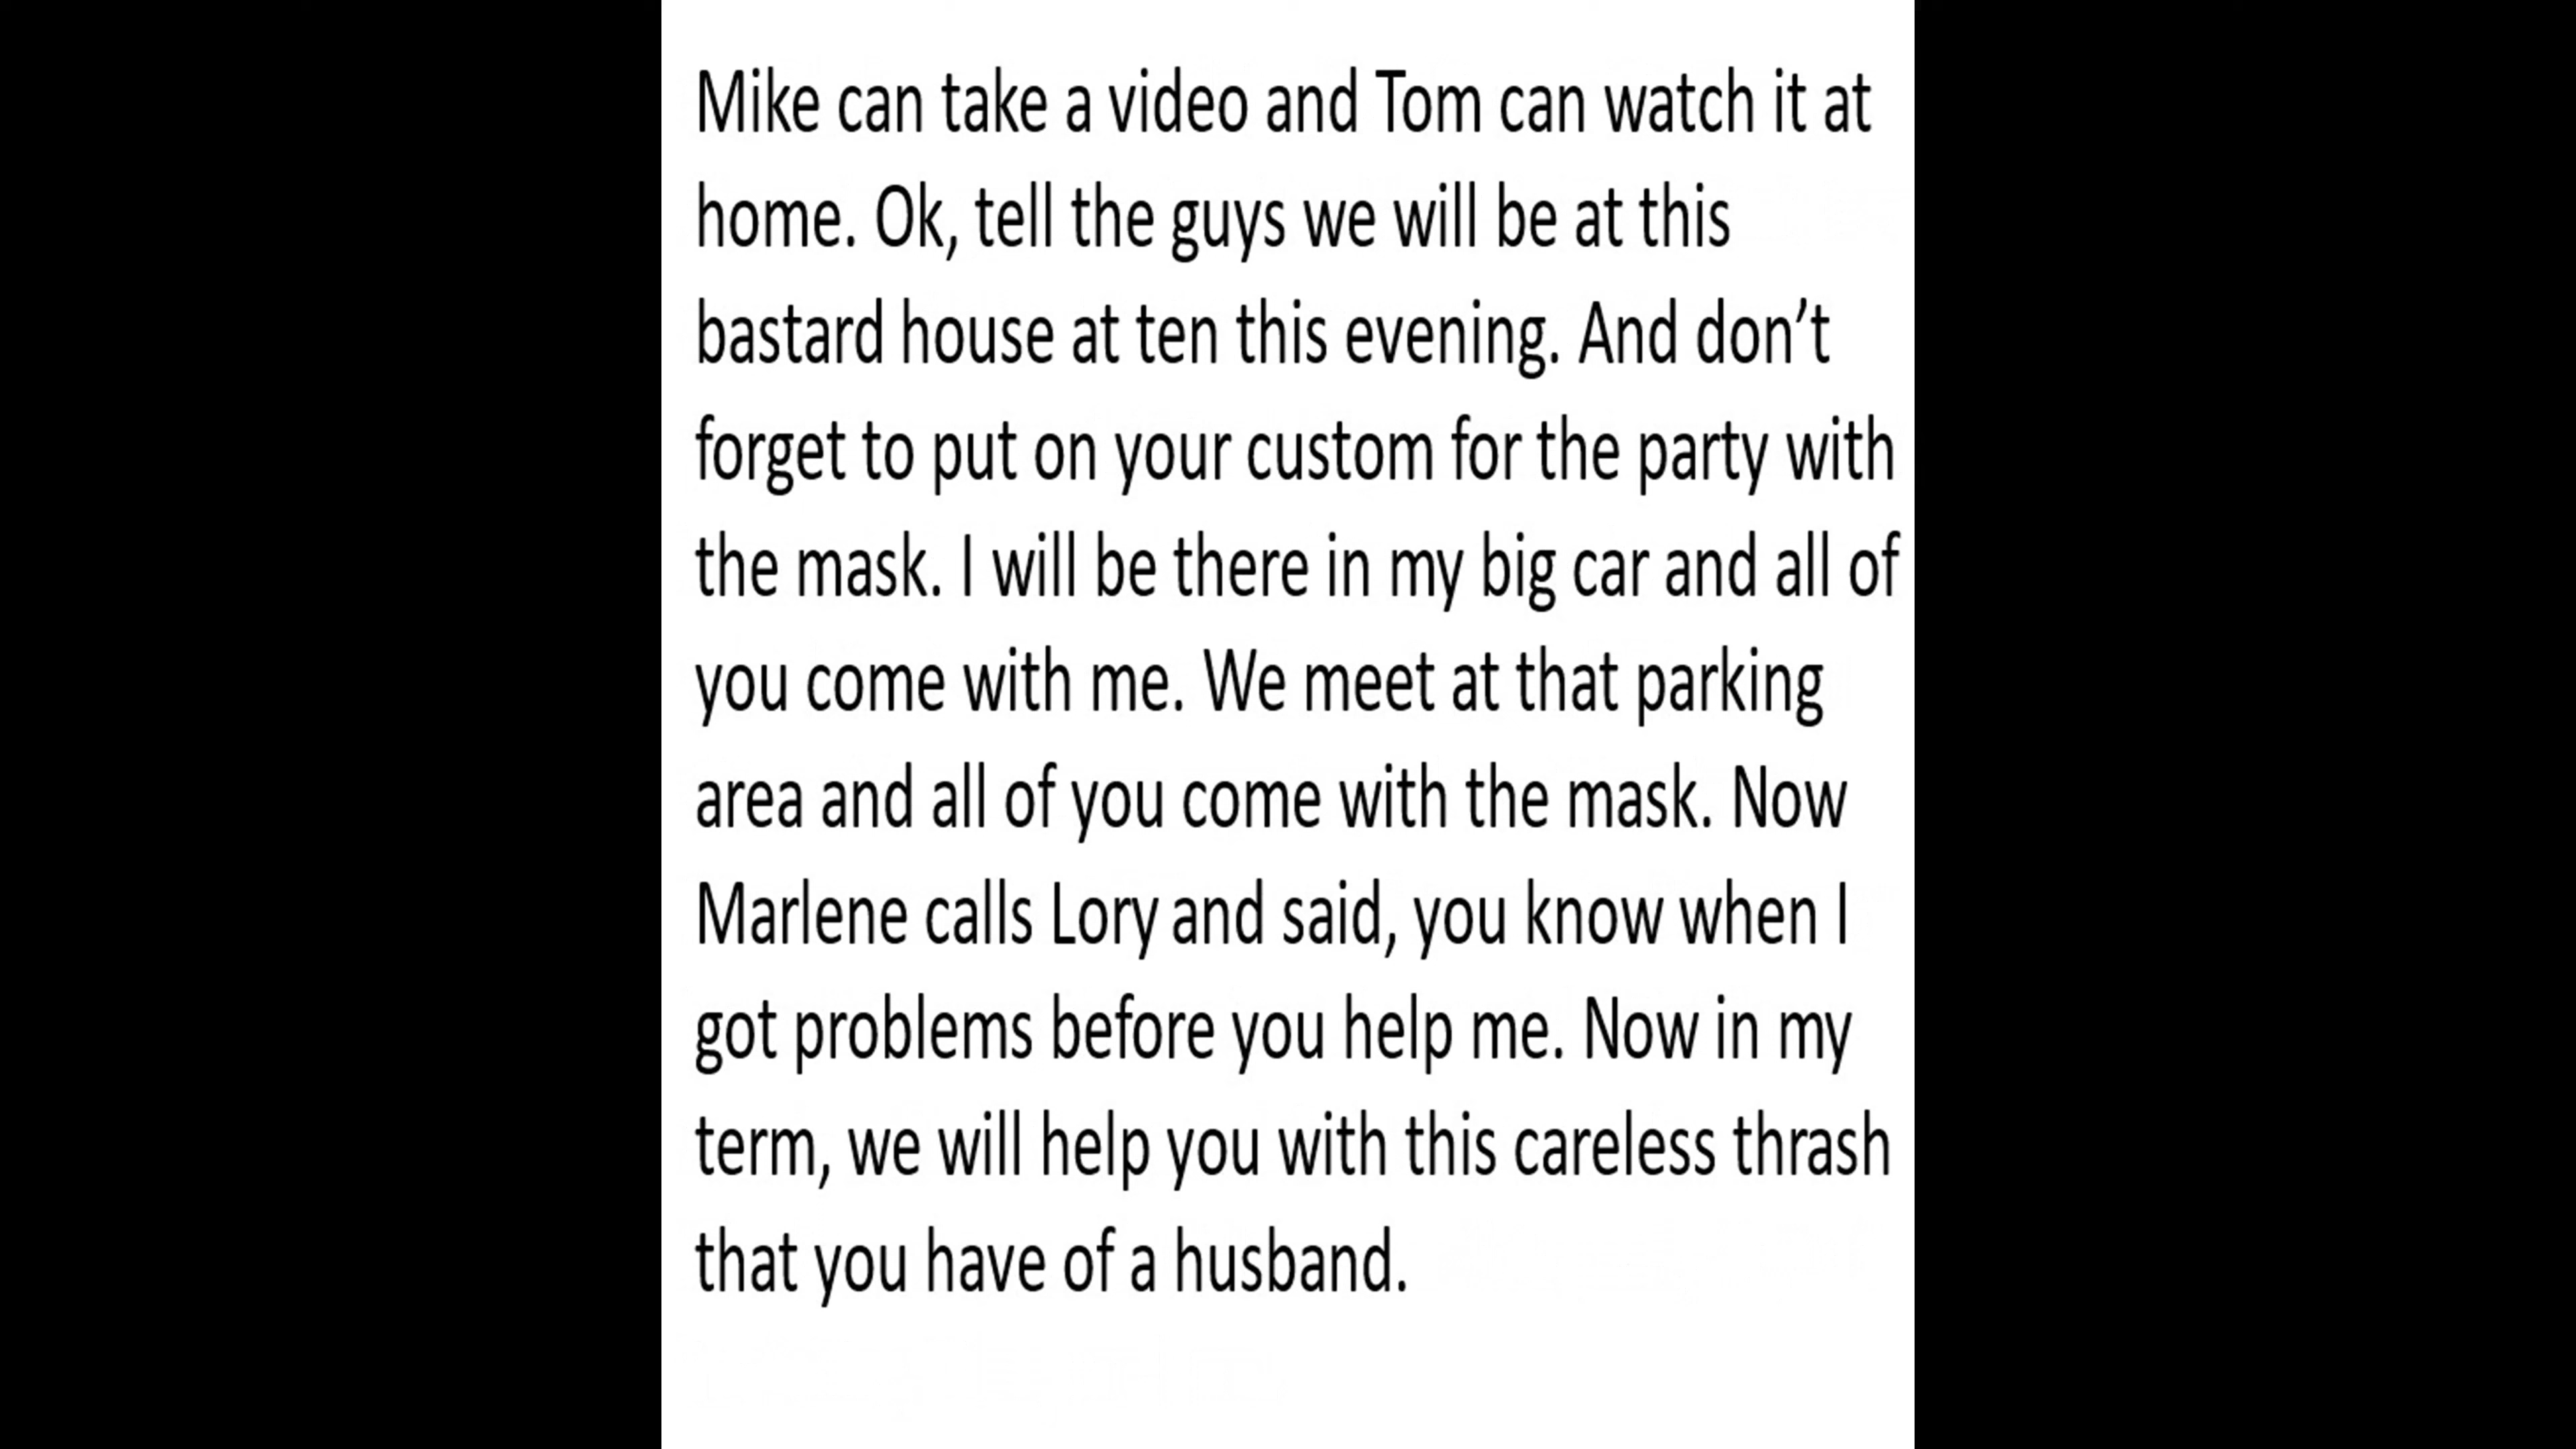 Mike can take a video and Tom can watch it at
home. Ok, tell the guys we will be at this
bastard house at ten this evening. And don’t
forget to put on your custom for the party with
the mask. I will be there in my big car and all of
you come with me. We meet at that parking
area and all of you come with the mask. Now
Marlene calls Lory and said, you know when I
got problems before you help me. Now in my
term, we will help you with this careless thrash
that you have of a husband.